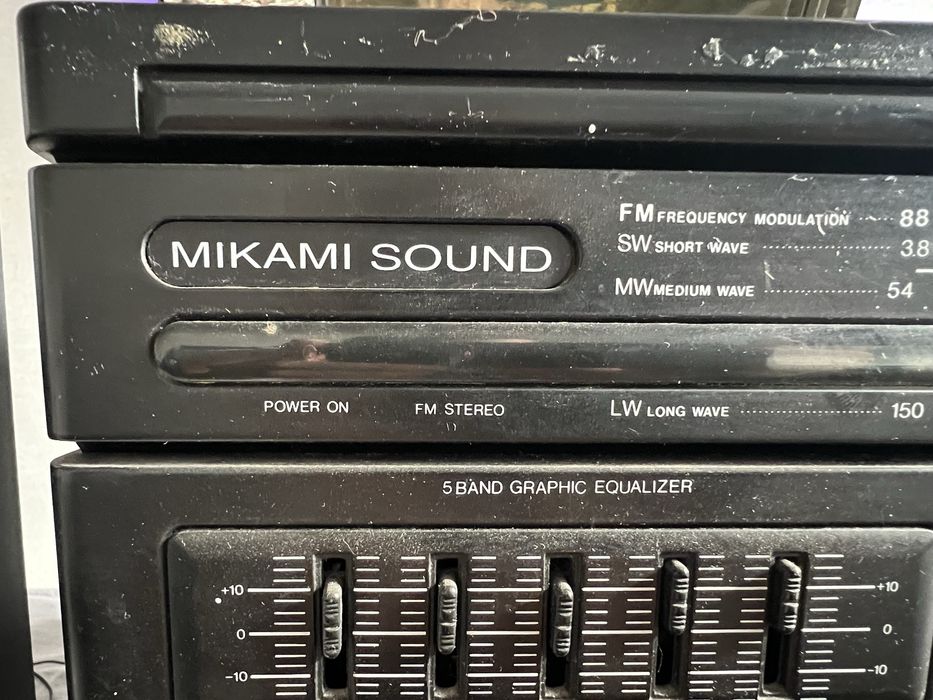 MIKAMI SOUND
FM FREQUENCY MODULATION ····· 88
SW SHORT WAVE ···················· 3.8
MW MEDIUM WAVE ···················· 54
POWER ON
FM STEREO
LW LONG WAVE ······················ 150
5 BAND GRAPHIC EQUALIZER
+10 +10
0 0
-10 -10